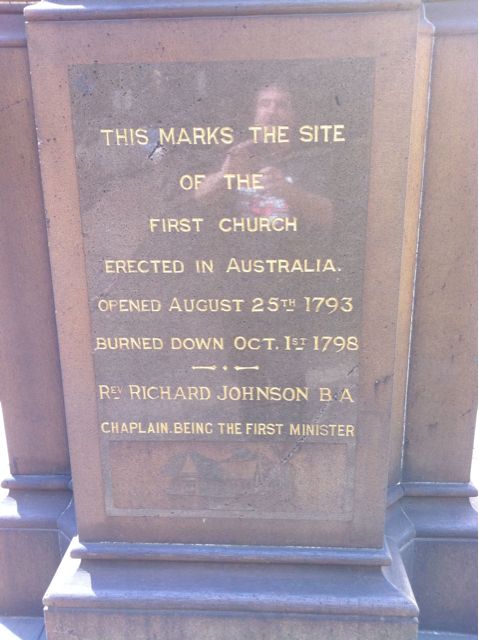 THIS MARKS THE SITE
OF THE
FIRST CHURCH
ERECTED IN AUSTRALIA.
OPENED AUGUST 25TH 1793
BURNED DOWN OCT. 1ST 1798
REV RICHARD JOHNSON B.A
CHAPLAIN. BEING THE FIRST MINISTER